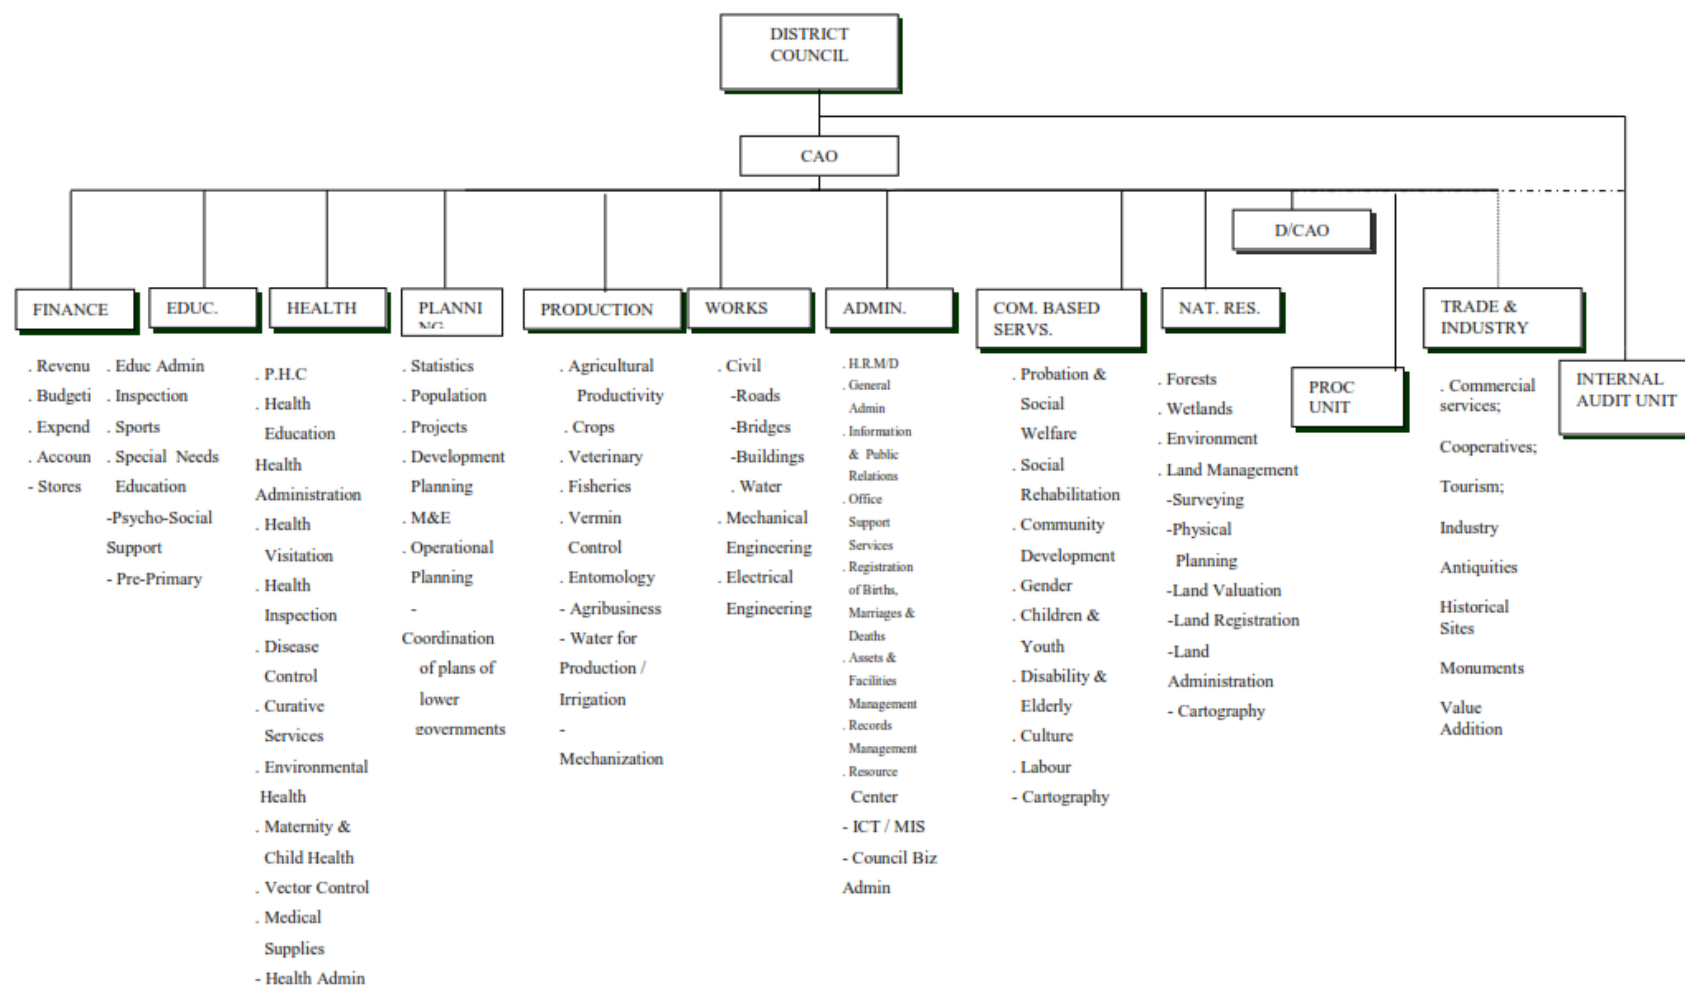 DISTRICT
COUNCIL
CAO
D/CAO
FINANCE
. Revenu
. Budgeti
. Expend
. Accoun
- Stores
EDUC.
. Educ Admin
. Inspection
. Sports
. Special Needs
Education
-Psycho-Social
Support
- Pre-Primary
HEALTH
. P.H.C
. Health
Education
Health
Administration
. Health
Visitation
. Health
Inspection
. Disease
Control
. Curative
Services
. Environmental
Health
. Maternity &
Child Health
. Vector Control
. Medical
Supplies
- Health Admin
PLANNI
NG
. Statistics
. Population
. Projects
. Development
Planning
. M&E
. Operational
Planning
-
Coordination
of plans of
lower
governments
PRODUCTION
. Agricultural
Productivity
. Crops
. Veterinary
. Fisheries
. Vermin
Control
. Entomology
- Agribusiness
- Water for
Production /
Irrigation
-
Mechanization
WORKS
. Civil
-Roads
-Bridges
-Buildings
. Water
. Mechanical
Engineering
. Electrical
Engineering
ADMIN.
. H.R.M/D
. General
Admin
. Information
& Public
Relations
. Office
Support
Services
. Registration
of Births,
Marriages &
Deaths
. Assets &
Facilities
Management
. Records
Management
. Resource
Center
- ICT / MIS
- Council Biz
Admin
COM. BASED
SERVS.
. Probation &
Social
Welfare
. Social
Rehabilitation
. Community
Development
. Gender
. Children &
Youth
. Disability &
Elderly
. Culture
. Labour
- Cartography
NAT. RES.
. Forests
. Wetlands
. Environment
. Land Management
-Surveying
-Physical
Planning
-Land Valuation
-Land Registration
-Land
Administration
- Cartography
PROC
UNIT
TRADE &
INDUSTRY
. Commercial
services;
Cooperatives;
Tourism;
Industry
Antiquities
Historical
Sites
Monuments
Value
Addition
INTERNAL
AUDIT UNIT